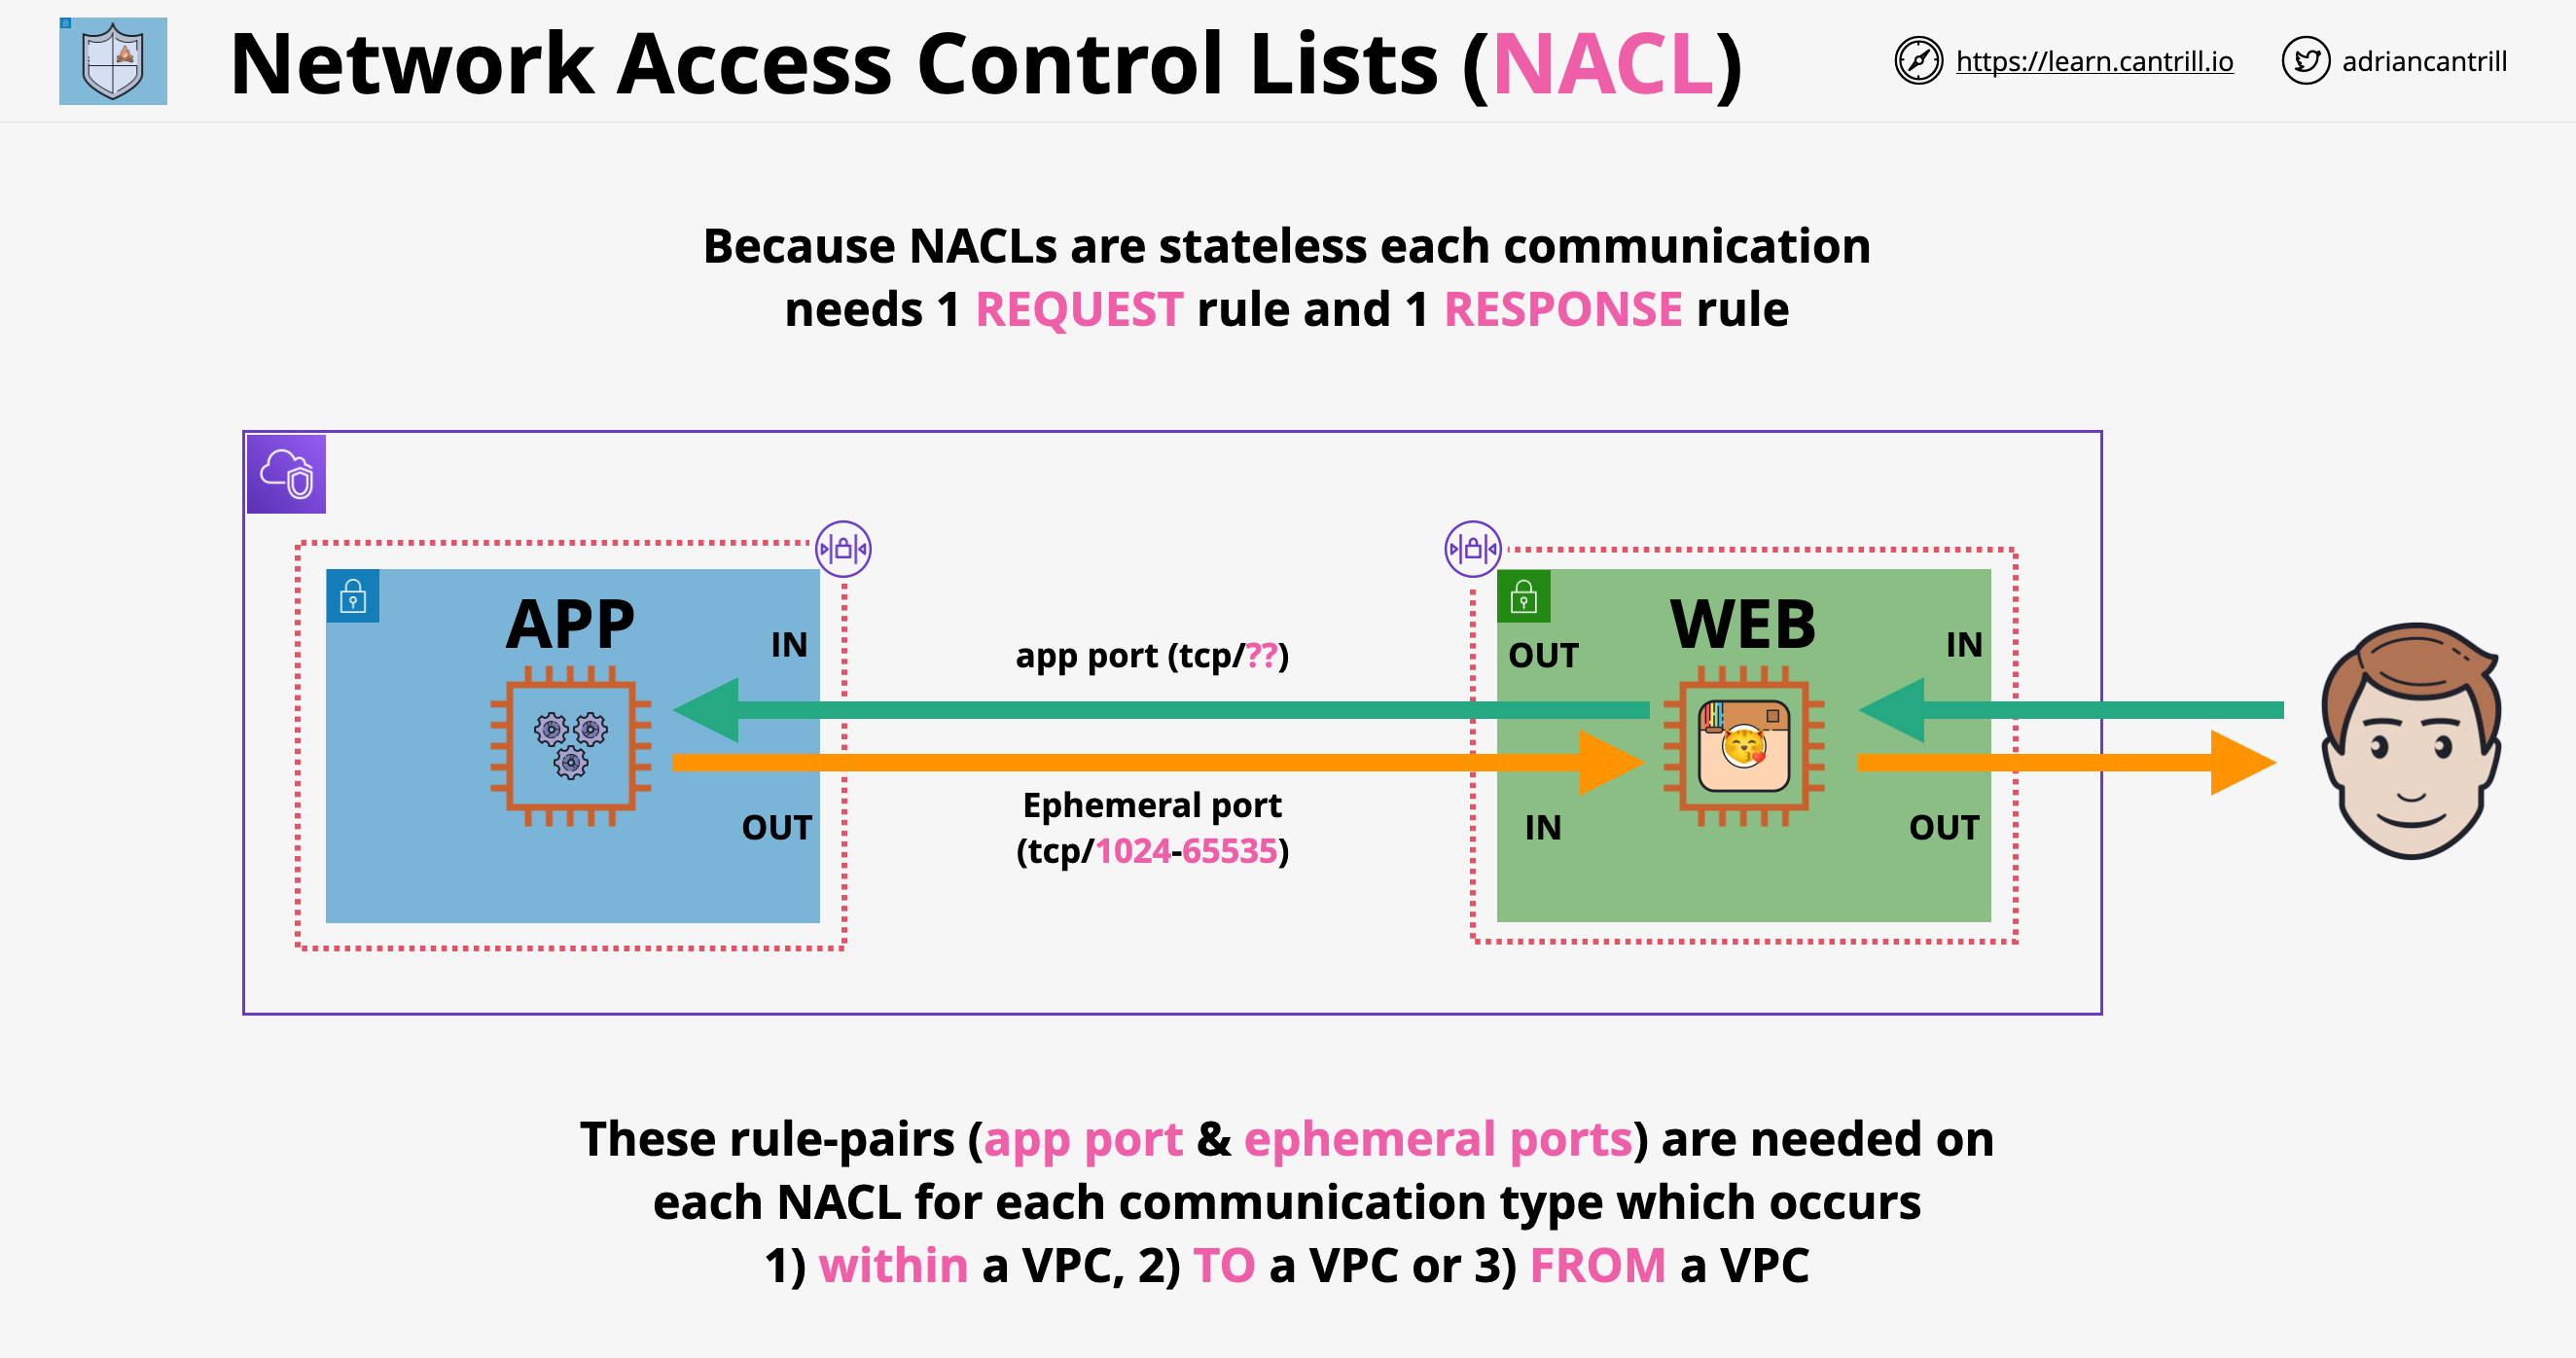 Network Access Control Lists (NACL)
https://learn.cantrill.io
adriancantrill
Because NACLs are stateless each communication
needs 1 REQUEST rule and 1 RESPONSE rule
APP
IN
OUT
app port (tcp/??)
Ephemeral port
(tcp/1024-65535)
WEB
OUT
IN
IN
OUT
These rule-pairs (app port & ephemeral ports) are needed on
each NACL for each communication type which occurs
1) within a VPC, 2) TO a VPC or 3) FROM a VPC